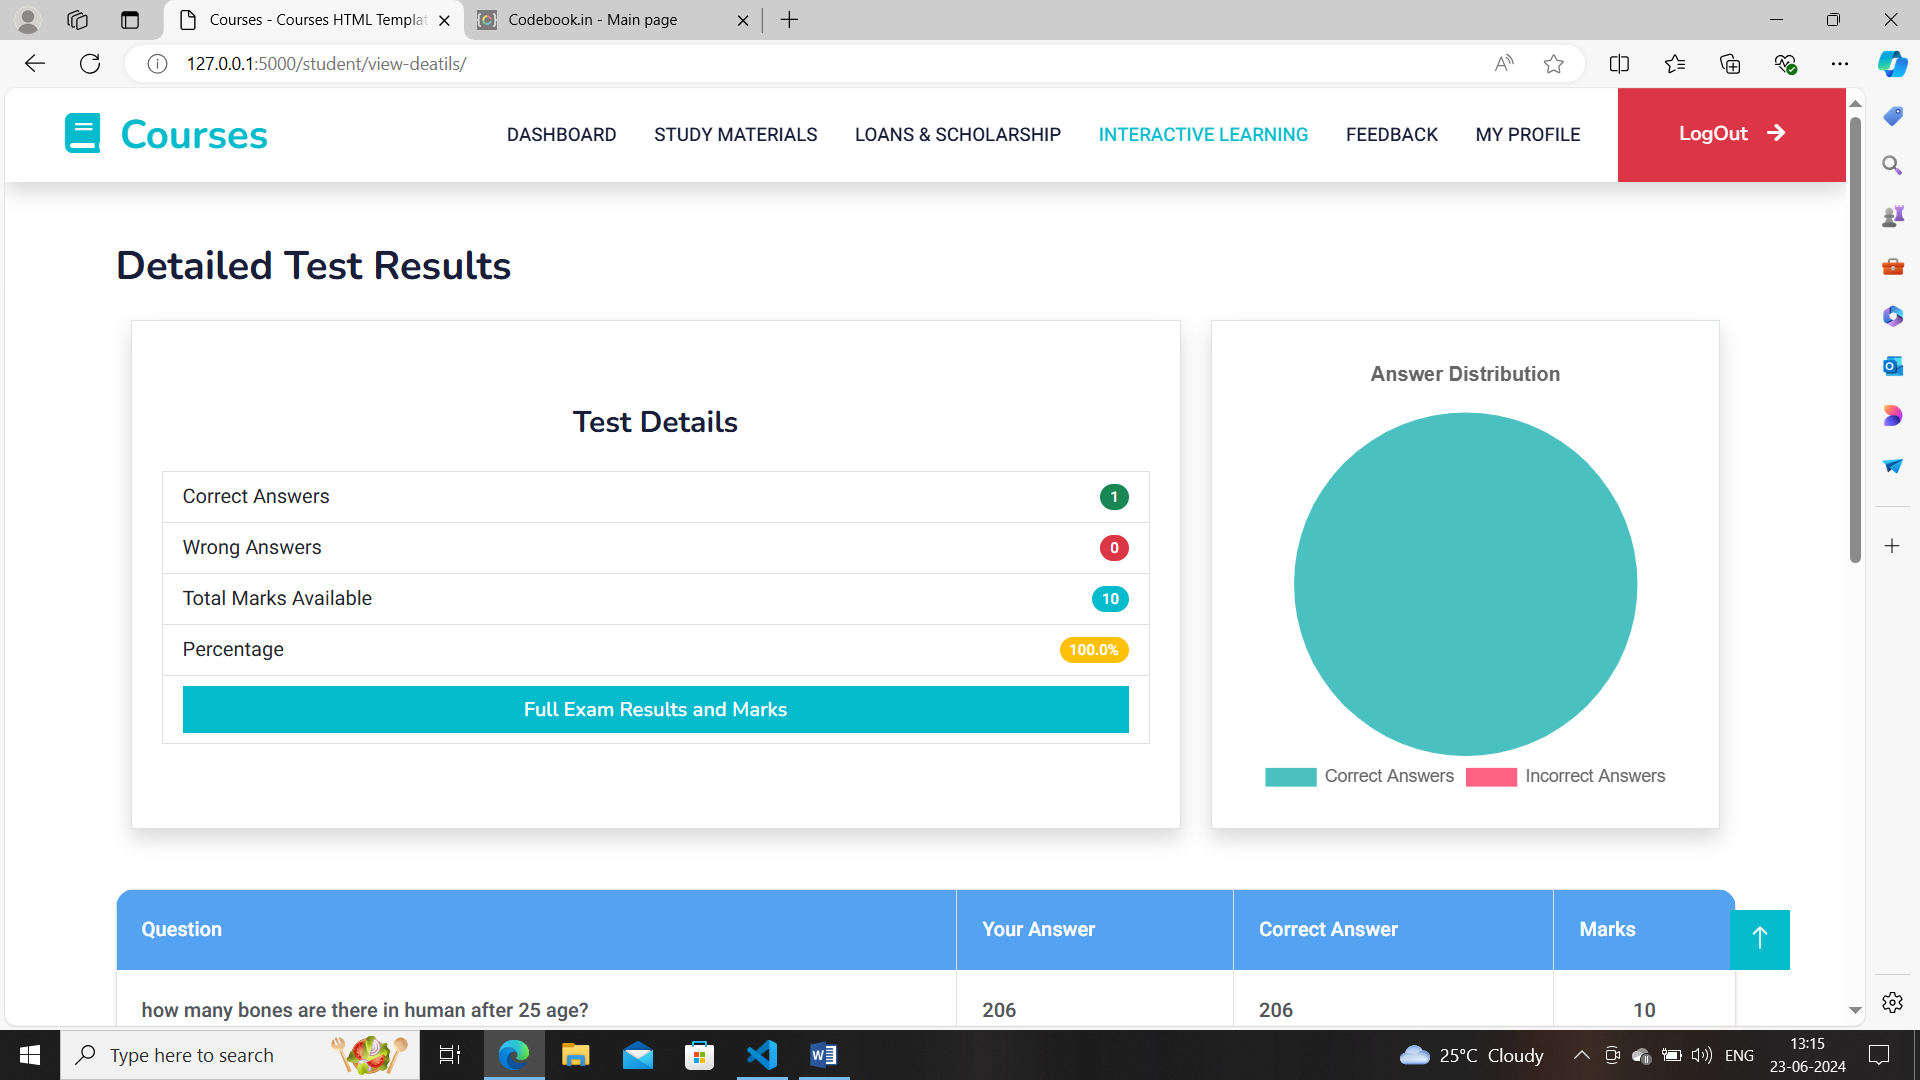 Courses - Courses HTML Templat
Codebook.in - Main page
127.0.0.1:5000/student/view-deatils/
Courses
DASHBOARD
STUDY MATERIALS
LOANS & SCHOLARSHIP
INTERACTIVE LEARNING
FEEDBACK
MY PROFILE
LogOut
Detailed Test Results
Test Details
Correct Answers 1
Wrong Answers 0
Total Marks Available 10
Percentage 100.0%
Full Exam Results and Marks
Answer Distribution
Correct Answers Incorrect Answers
Question Your Answer Correct Answer Marks
how many bones are there in human after 25 age? 206 206 10
Type here to search
25°C Cloudy
ENG
13:15
23-06-2024